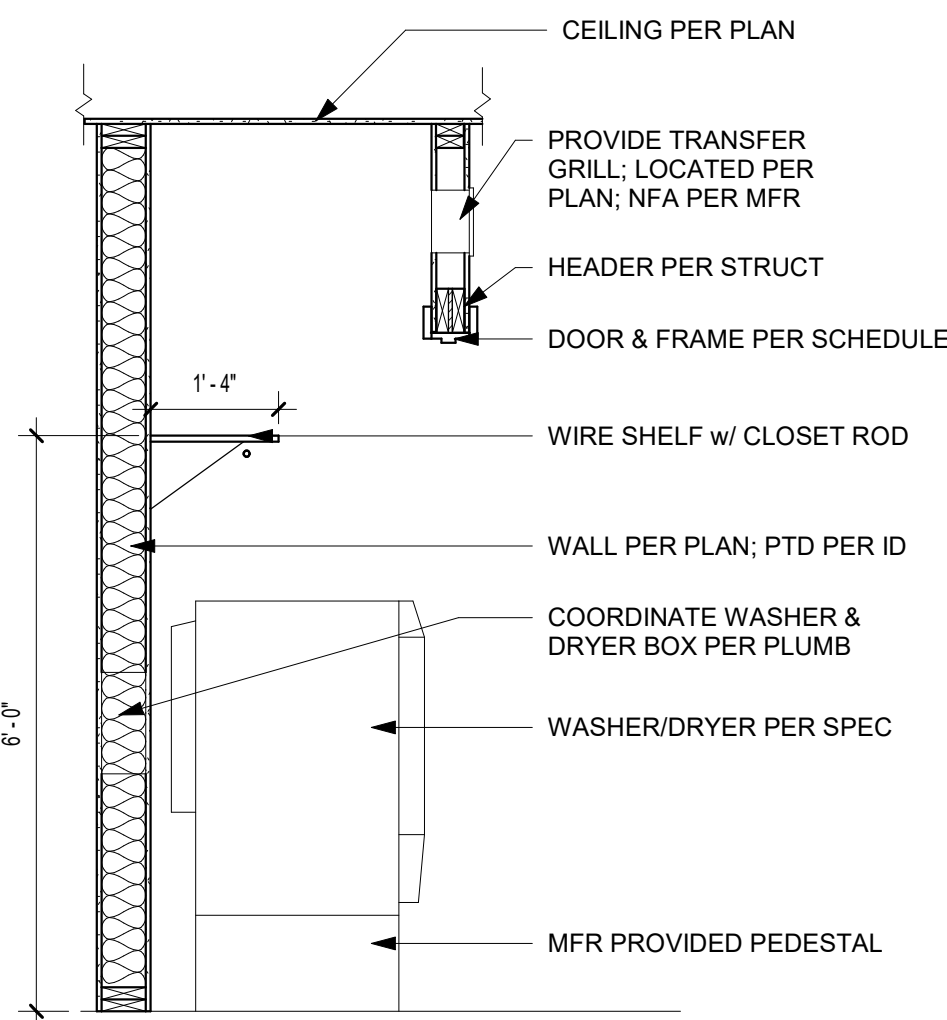 CEILING PER PLAN
PROVIDE TRANSFER
GRILL; LOCATED PER
PLAN; NFA PER MFR
HEADER PER STRUCT
DOOR & FRAME PER SCHEDULE
1' - 4"
WIRE SHELF w/ CLOSET ROD
WALL PER PLAN; PTD PER ID
COORDINATE WASHER &
DRYER BOX PER PLUMB
6' - 0"
WASHER/DRYER PER SPEC
MFR PROVIDED PEDESTAL